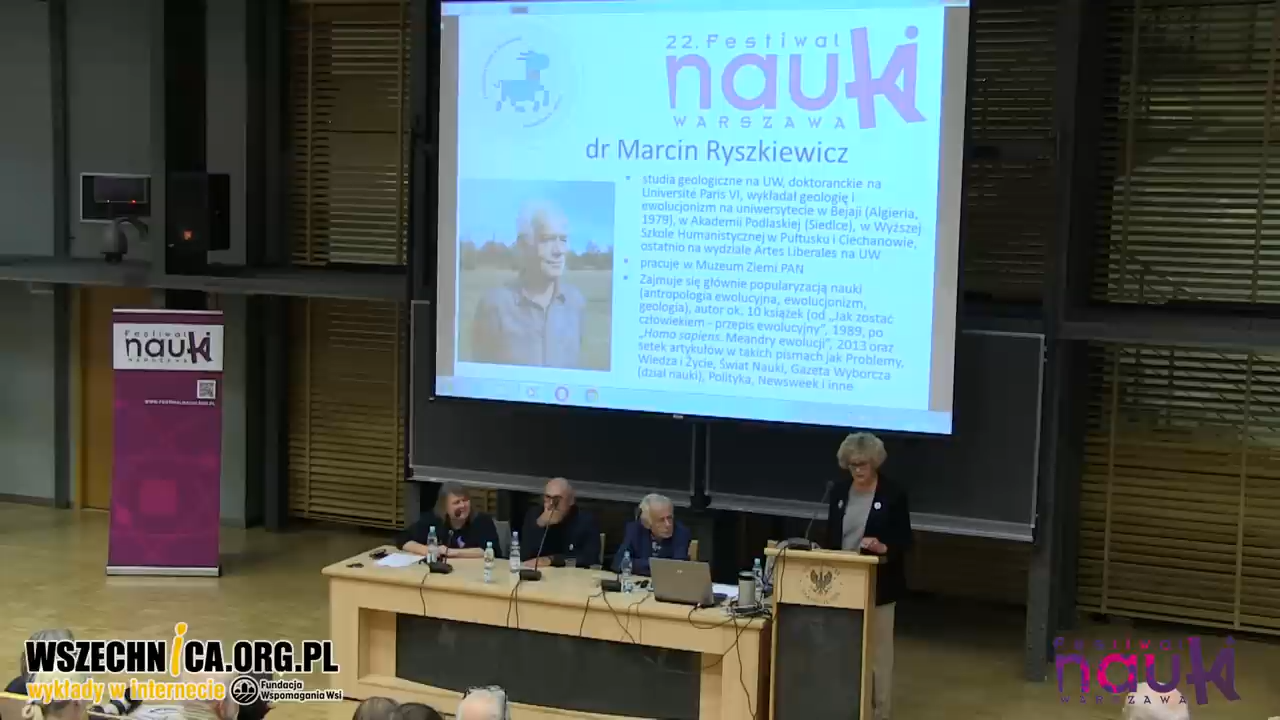 22. Festiwal
nauki
WARSZAWA
dr Marcin Ryszkiewicz
studia geologiczne na UW, doktoranckie na
Université Paris VI, wykładał geologię i
ewolucjonizm na uniwersytecie w Bejaji (Algieria,
1979), w Akademii Podlaskiej (Siedlce), w Wyższej
Szkole Humanistycznej w Pułtusku i Ciechanowie,
ostatnio na wydziale Artes Liberales na UW
pracuje w Muzeum Ziemi PAN
Zajmuje się głównie popularyzacją nauki
(antropologia ewolucyjna, ewolucjonizm,
geologia), autor ok. 10 książek (od „Jak zostać
człowiekiem - przepis ewolucyjny”, 1989, po
„Homo sapiens. Meandry ewolucji”, 2013 oraz
setek artykułów w takich pismach jak Problemy,
Wiedza i Życie, Świat Nauki, Gazeta Wyborcza
(dział nauki), Polityka, Newsweek i inne
Festiwal
nauki
WARSZAWA
WWW.FESTIWALNAUKI.EDU.PL
WSZECHNICA.ORG.PL
wykłady w internecie
Fundacja
Wspomagania Wsi
Festiwal
nauki
WARSZAWA